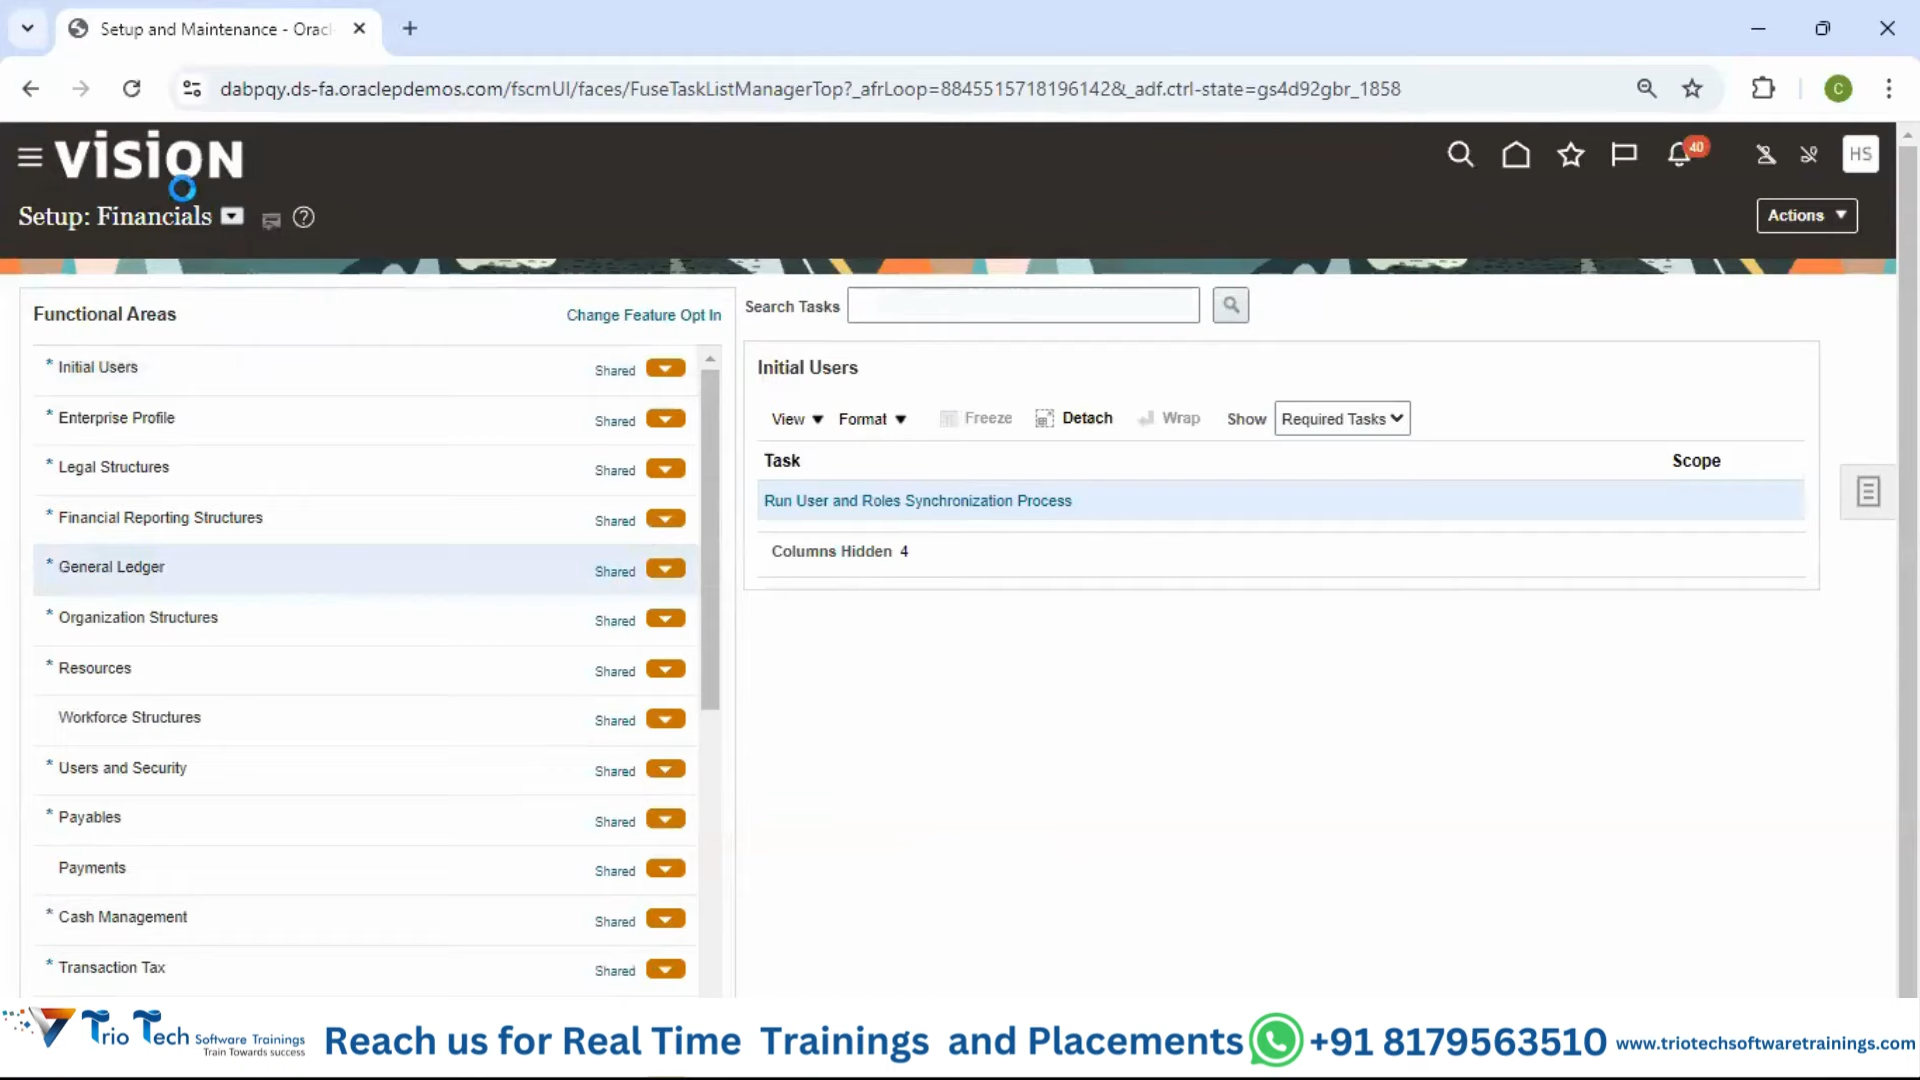 Setup and Maintenance - Orac
dabpqy.ds-fa.oraclepdemos.com/fscmUI/faces/FuseTaskListManagerTop?_afrLoop=8845515718196142&_adf.ctrl-state=gs4d92gbr_1858
C
VISION
40
HS
Setup: Financials
Actions
Functional Areas
Change Feature Opt In
Search Tasks
* Initial Users Shared
* Enterprise Profile Shared
* Legal Structures Shared
* Financial Reporting Structures Shared
* General Ledger Shared
* Organization Structures Shared
* Resources Shared
Workforce Structures Shared
* Users and Security Shared
* Payables Shared
Payments Shared
* Cash Management Shared
* Transaction Tax Shared
Initial Users
View Format Freeze Detach Wrap Show Required Tasks
Task Scope
Run User and Roles Synchronization Process
Columns Hidden 4
Trio Tech Software Trainings
Train Towards success
Reach us for Real Time Trainings and Placements +91 8179563510 www.triotechsoftwaretrainings.com